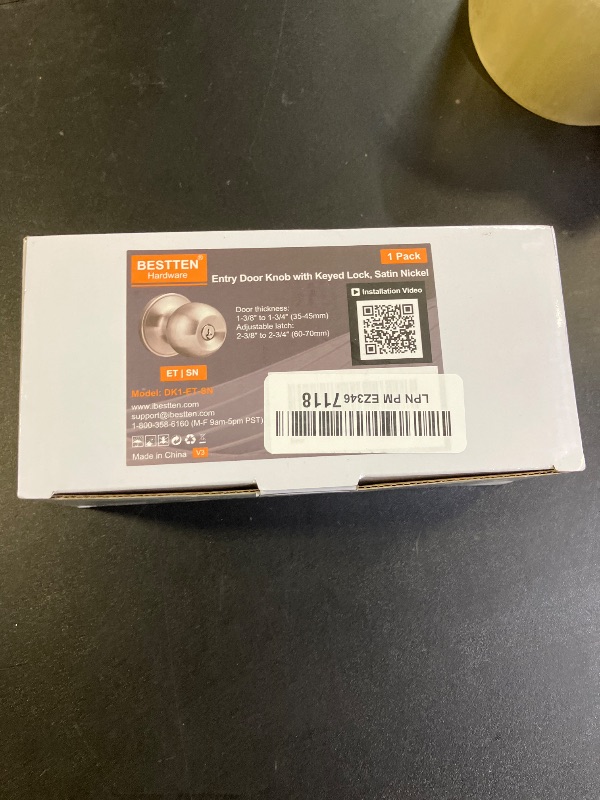 BESTTEN®
Hardware
1 Pack
Entry Door Knob with Keyed Lock, Satin Nickel
Installation Video
Door thickness:
1-3/8" to 1-3/4" (35-45mm)
Adjustable latch:
2-3/8" to 2-3/4" (60-70mm)
ET | SN
Model: DK1-ET-SN
www.ibestten.com
support@ibestten.com
1-800-358-6160 (M-F 9am-5pm PST)
Made in China V3
LPN PM EZ346 7118